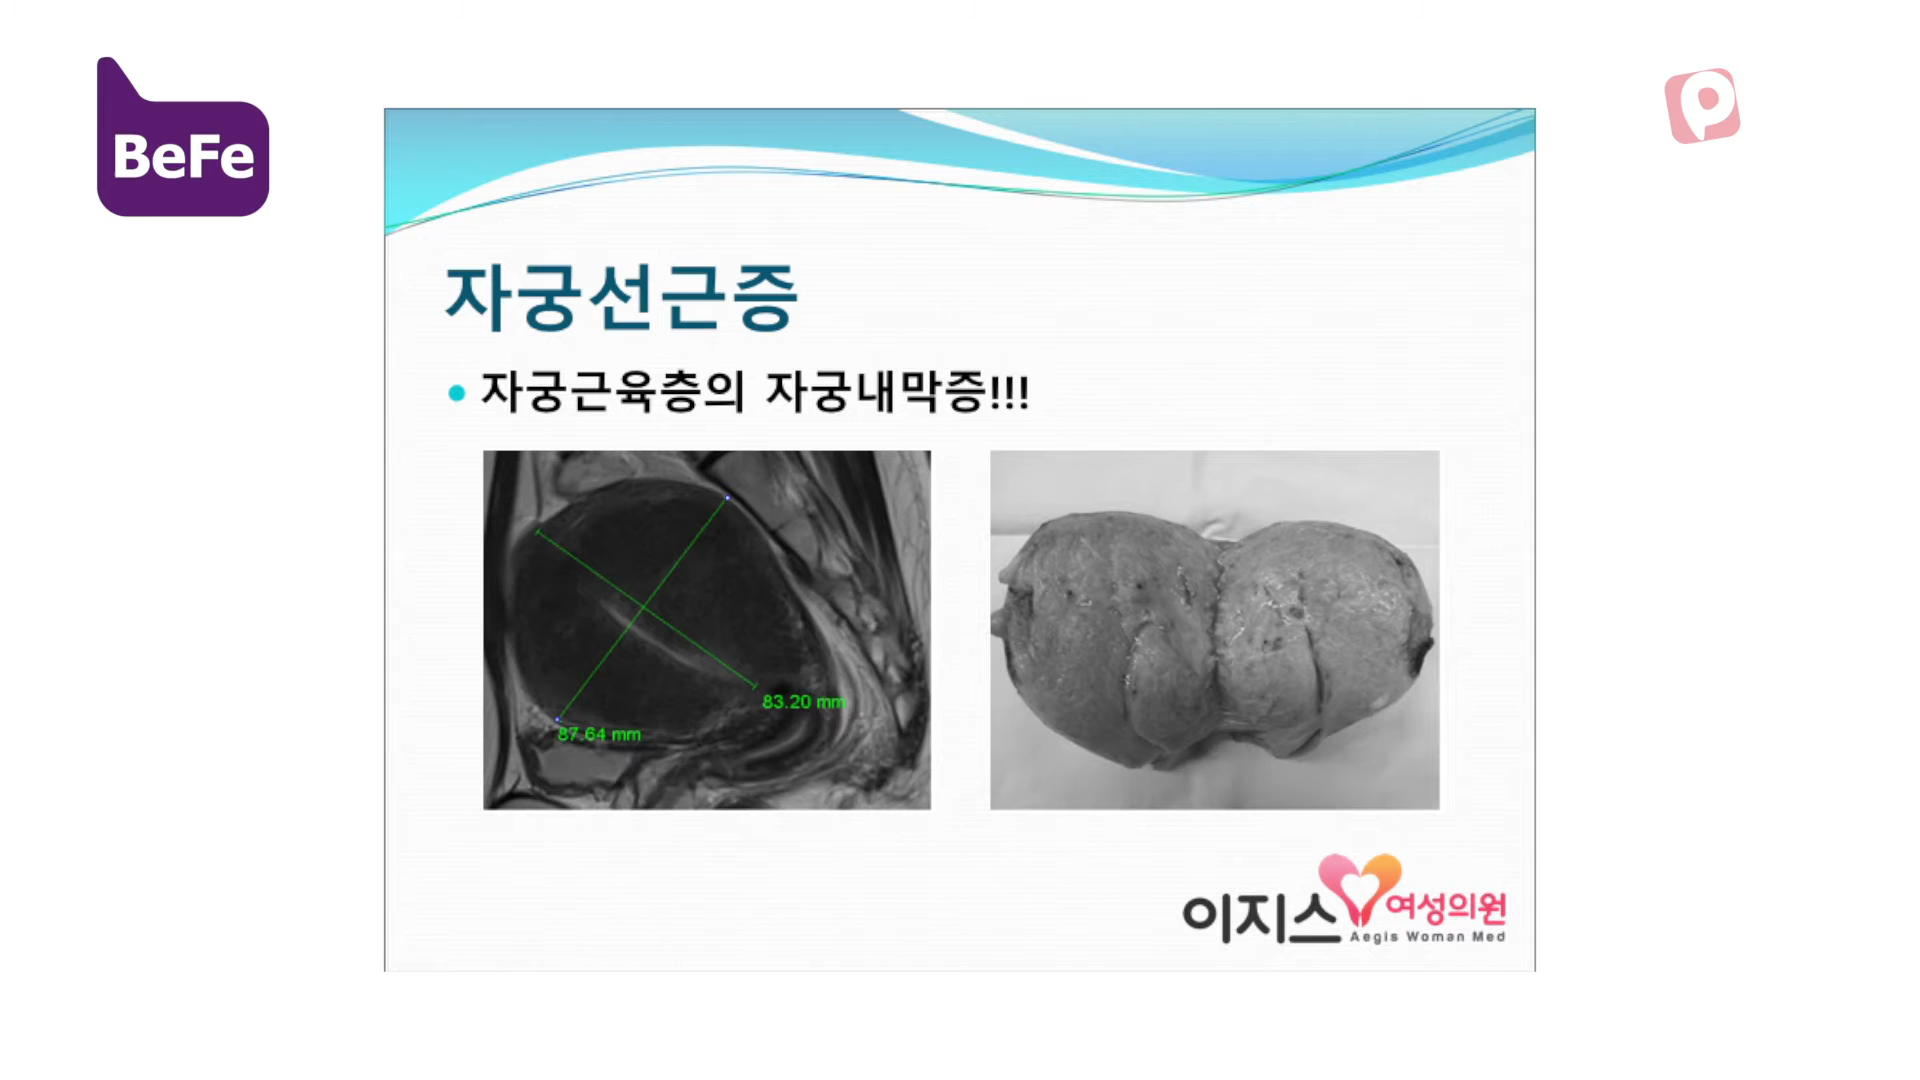 BeFe
자궁선근증
• 자궁근육층의 자궁내막증!!!
83.20 mm
87.64 mm
이지스 여성의원
Aegis Woman Med